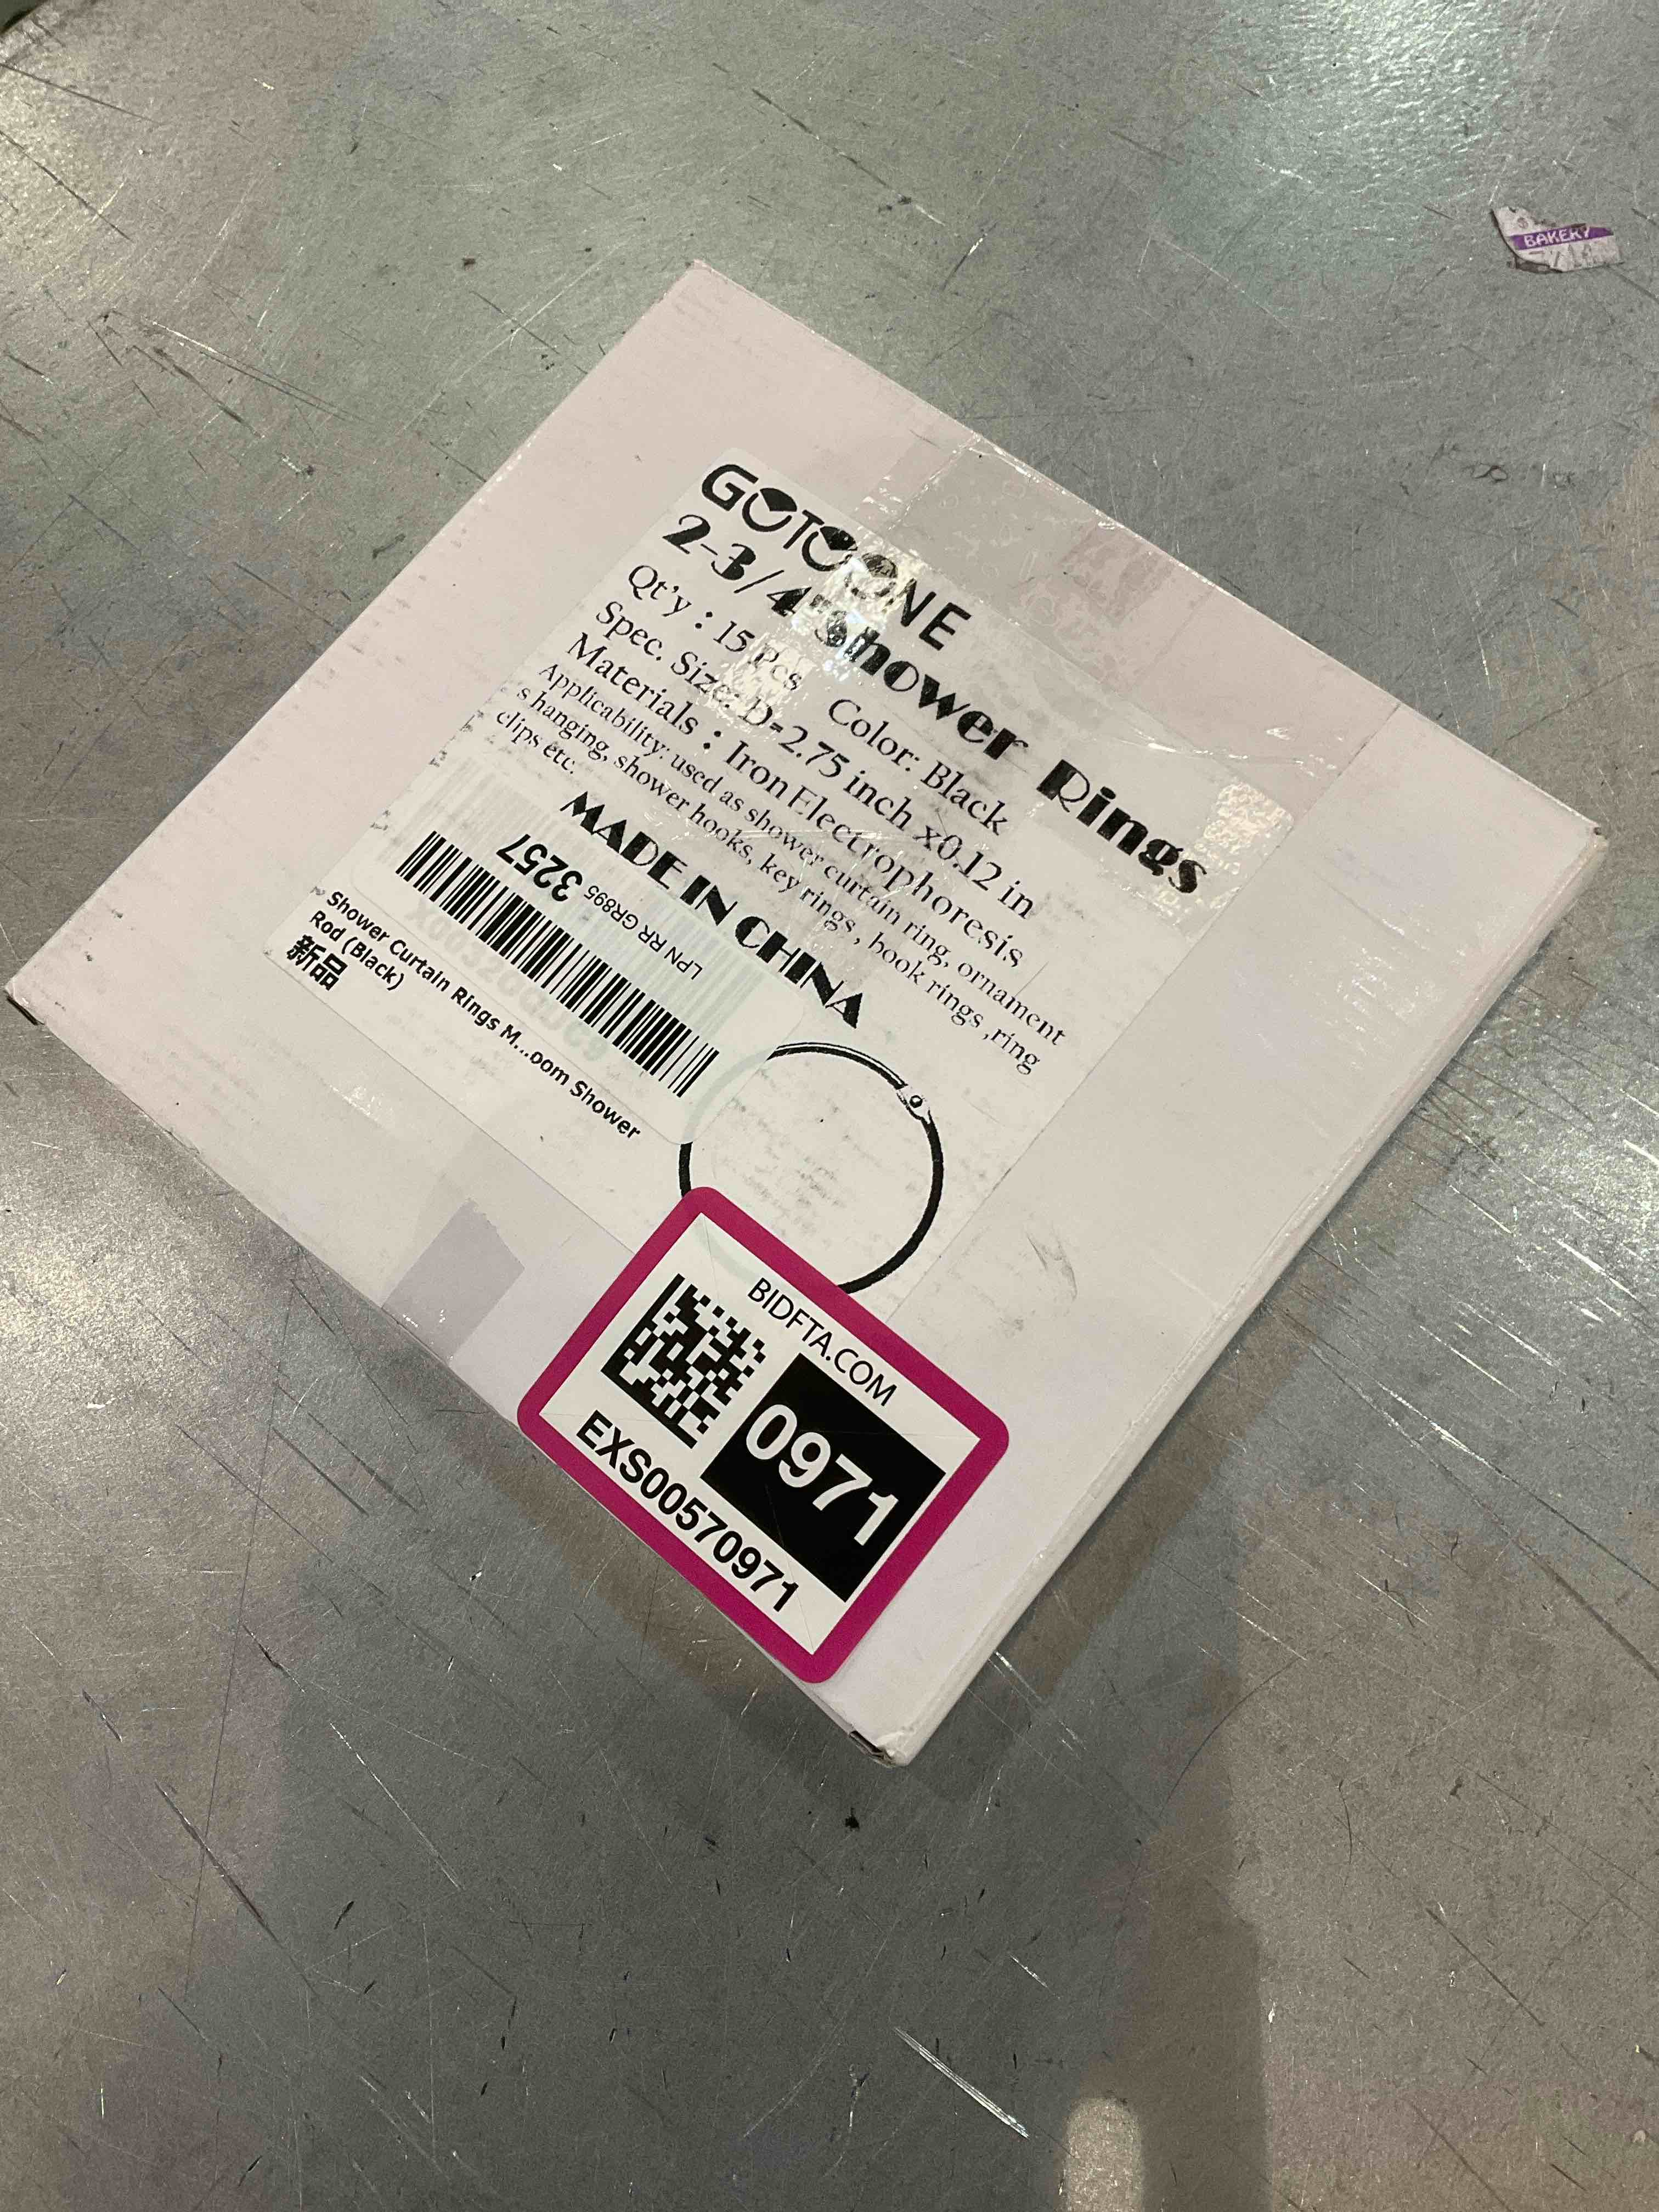 GOTOONE
2-3/4"Shower Rings
Qt'y：15 Pcs Color: Black
Spec. Size: D=2.75 inch x0.12 in
Materials：Iron Electrophoresis
Applicability: used as shower curtain ring, ornament
s hanging, shower hooks, key rings, book rings ,ring
clips etc.
MADE IN CHINA
LPN RR GR895 3257
Shower Curtain Rings M...oom Shower
Rod (Black)
新品
BIDFTA.COM
0971
EXS00570971
BAKERY